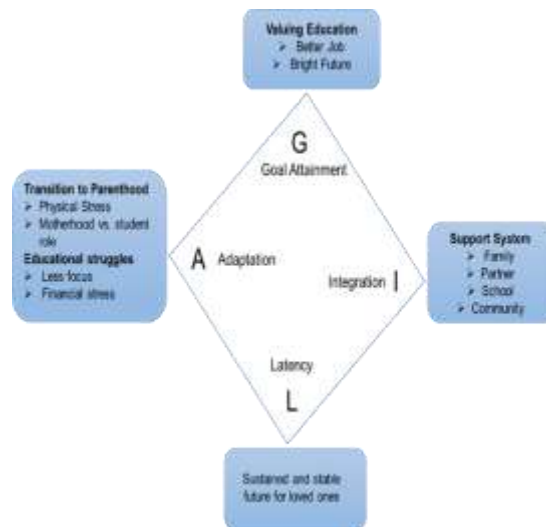 Valuing Education
➢ Better Job
➢ Bright Future
G
Goal Attainment
Transition to Parenthood
➢ Physical Stress
➢ Motherhood vs. student
role
Educational struggles
➢ Less focus
➢ Financial stress
A Adaptation
Integration I
Support System
➢ Family
➢ Partner
➢ School
➢ Community
Latency
L
Sustained and stable
future for loved ones